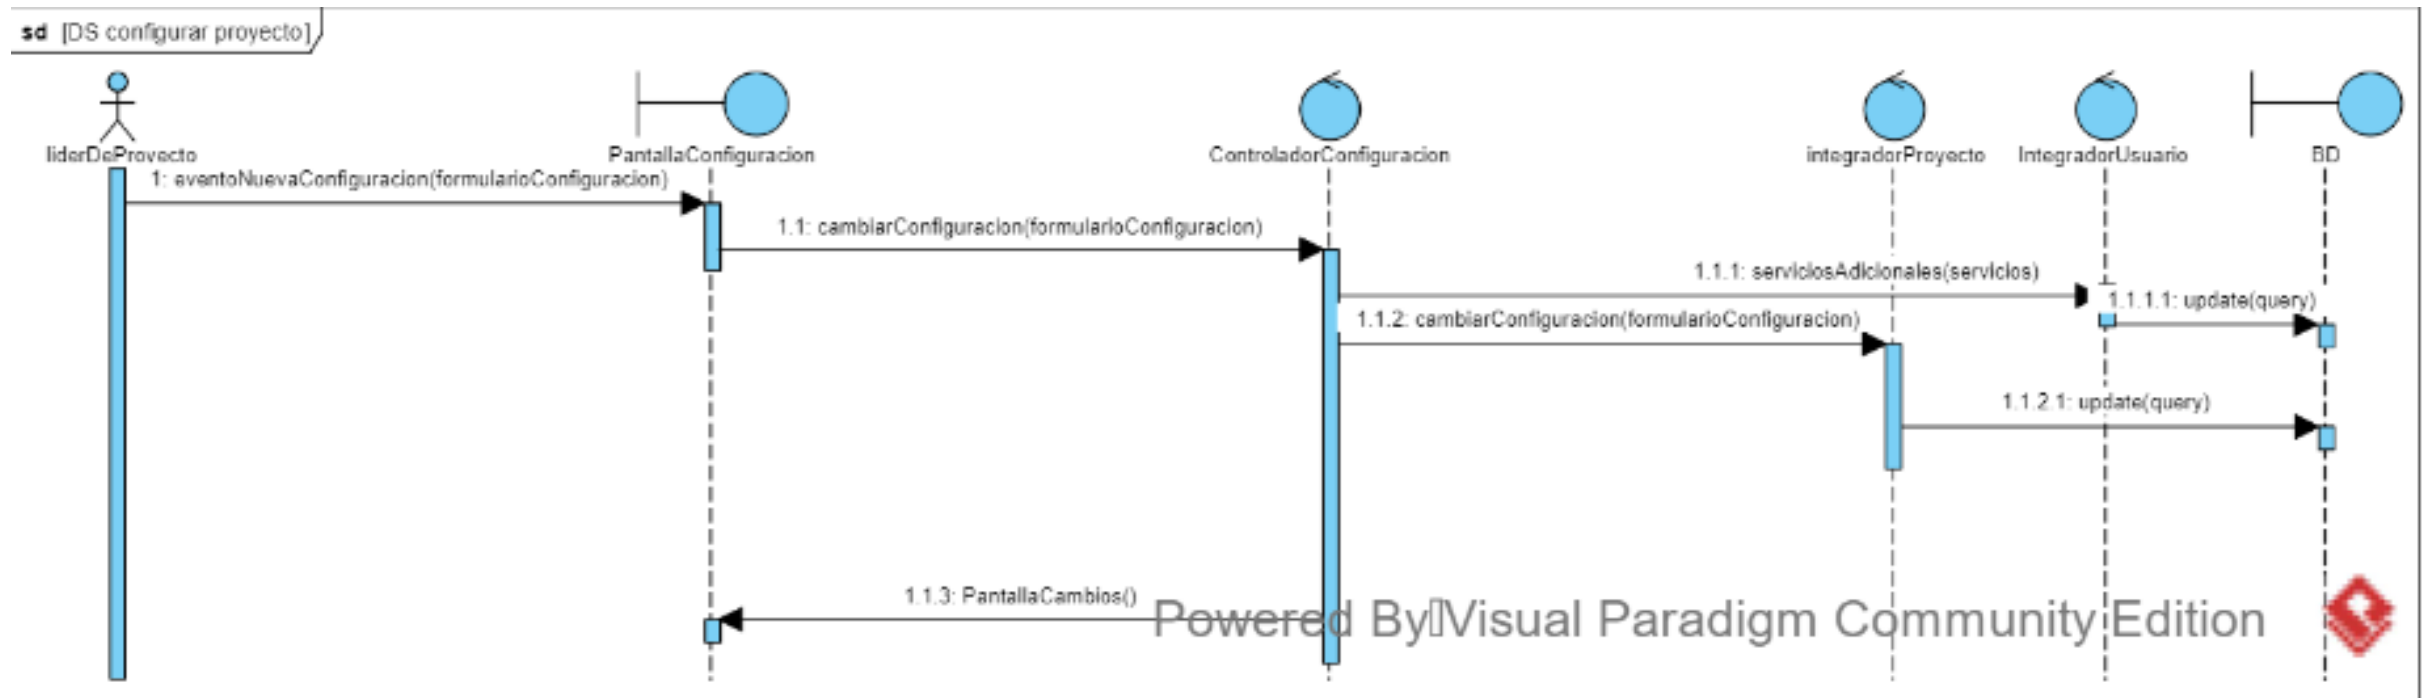 sd [DS configurar proyecto]
liderDeProyecto
PantallaConfiguracion
ControladorConfiguracion
integradorProyecto
IntegradorUsuario
BD
1: eventoNuevaConfiguracion(formularioConfiguracion)
1.1: cambiarConfiguracion(formularioConfiguracion)
1.1.1: serviciosAdicionales(servicios)
1.1.1.1: update(query)
1.1.2: cambiarConfiguracion(formularioConfiguracion)
1.1.2.1: update(query)
1.1.3: PantallaCambios()
Powered By Visual Paradigm Community Edition